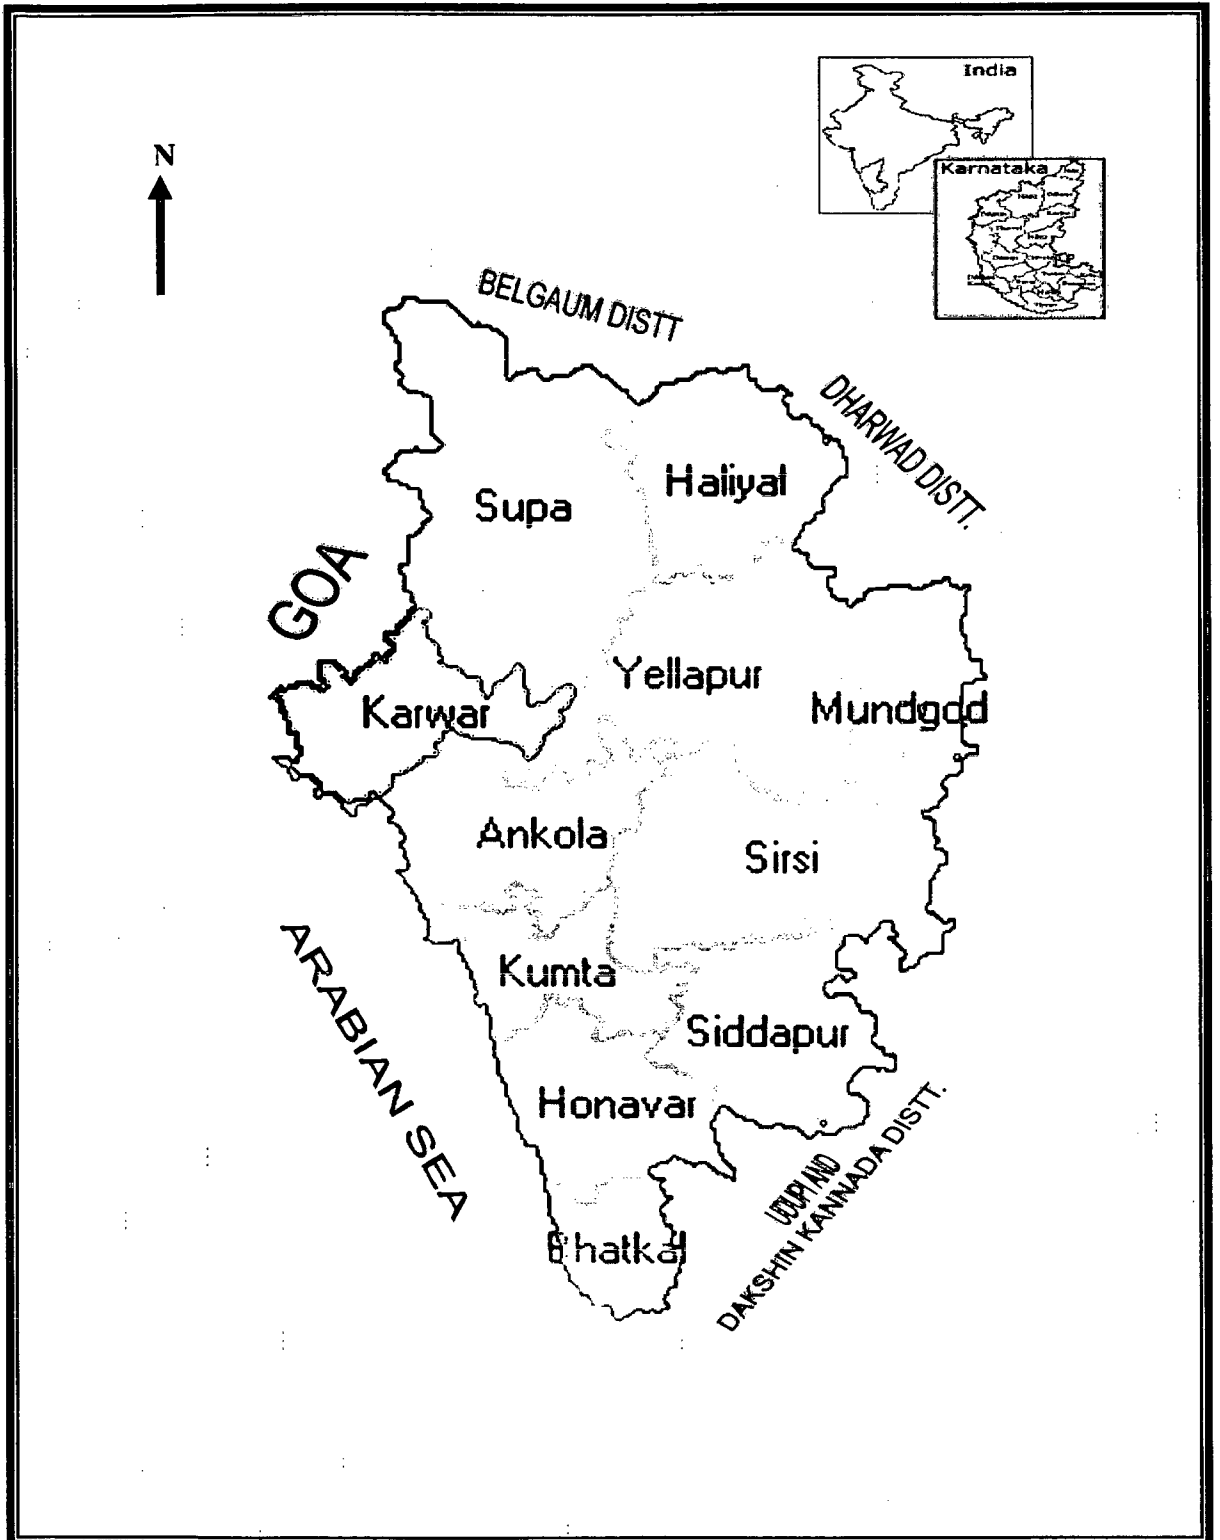 India
N
Karnataka
BELGAUM DISTT
DHARWAD DISTT.
Haliyal
Supa
GOA
Yellapur
Karwar
Mundgod
Ankola
Sirsi
ARABIAN SEA
Kumta
Siddapur
Honavar
UDUPI AND
DAKSHIN KANNADA DISTT.
Bhatkal